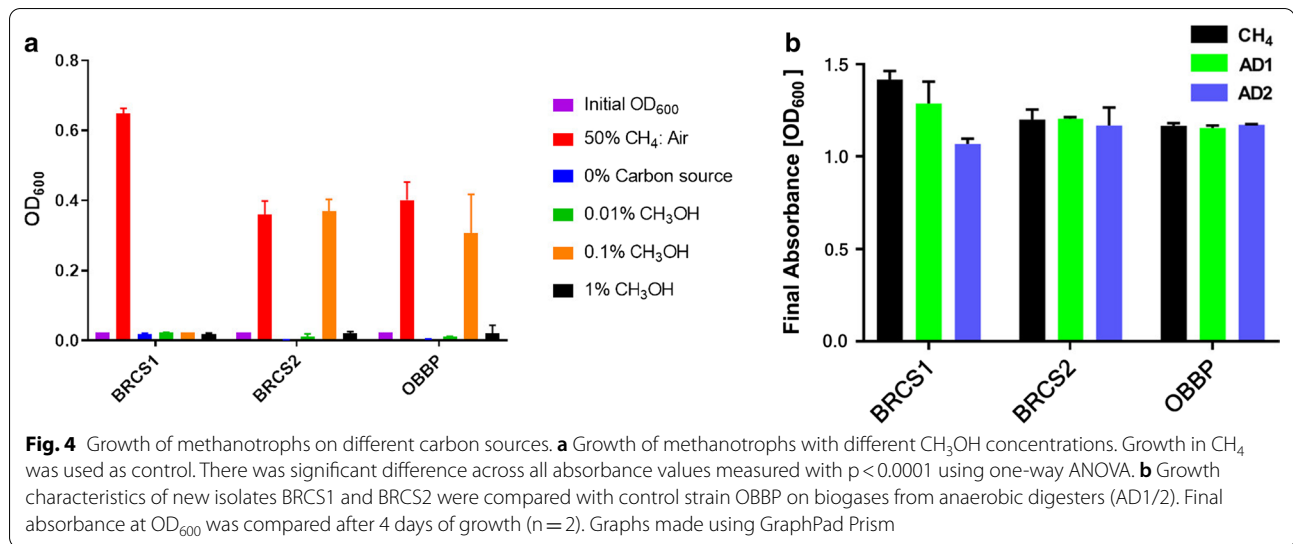 a
0.8
0.6
0.4
0.2
0.0
OD600
BRCS1
BRCS2
OBBP
Initial OD600
50% CH4: Air
0% Carbon source
0.01% CH3OH
0.1% CH3OH
1% CH3OH
b
1.5
1.0
0.5
0.0
Final Absorbance [OD600]
BRCS1
BRCS2
OBBP
CH4
AD1
AD2
Fig. 4 Growth of methanotrophs on different carbon sources. a Growth of methanotrophs with different CH3OH concentrations. Growth in CH4
was used as control. There was significant difference across all absorbance values measured with p < 0.0001 using one-way ANOVA. b Growth
characteristics of new isolates BRCS1 and BRCS2 were compared with control strain OBBP on biogases from anaerobic digesters (AD1/2). Final
absorbance at OD600 was compared after 4 days of growth (n = 2). Graphs made using GraphPad Prism